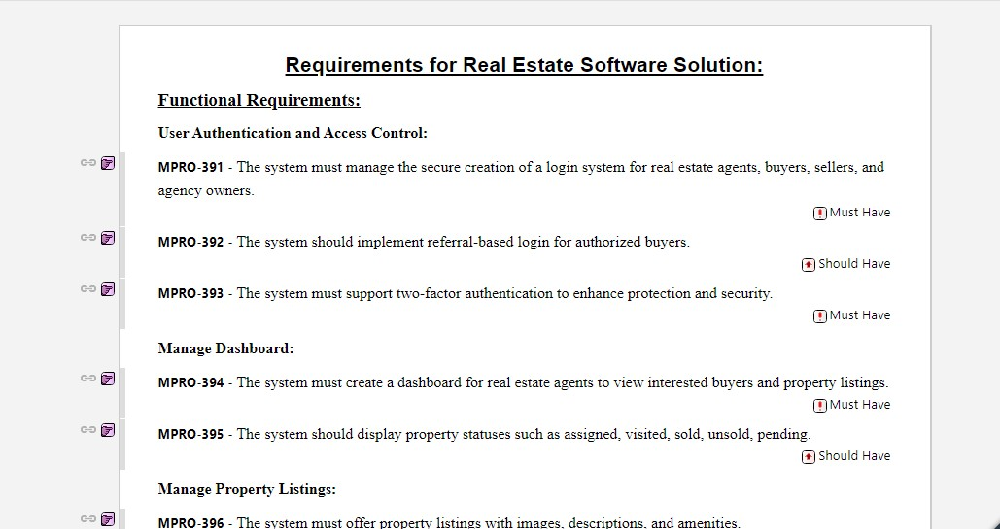 Requirements for Real Estate Software Solution:
Functional Requirements:
User Authentication and Access Control:
MPRO-391 - The system must manage the secure creation of a login system for real estate agents, buyers, sellers, and
agency owners.
Must Have
MPRO-392 - The system should implement referral-based login for authorized buyers.
Should Have
MPRO-393 - The system must support two-factor authentication to enhance protection and security.
Must Have
Manage Dashboard:
MPRO-394 - The system must create a dashboard for real estate agents to view interested buyers and property listings.
Must Have
MPRO-395 - The system should display property statuses such as assigned, visited, sold, unsold, pending.
Should Have
Manage Property Listings:
MPRO-396 - The system must offer property listings with images, descriptions, and amenities.